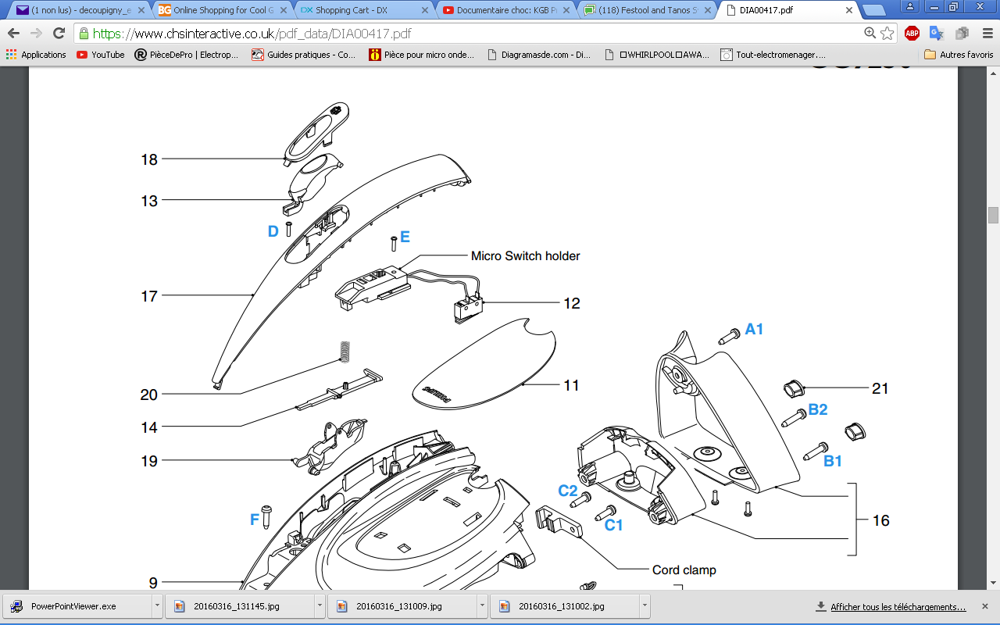 (1 non lus) - decoupigny_e
Online Shopping for Cool G
Shopping Cart - DX
Documentaire choc: KGB P
(118) Festool and Tanos S
DIA00417.pdf
https://www.chsinteractive.co.uk/pdf_data/DIA00417.pdf
ABP
Applications
YouTube
PièceDePro | Electrop...
Guides pratiques - Co...
Pièce pour micro onde...
Diagramasde.com - Di...
WHIRLPOOL AWA...
Tout-electromenager....
Autres favoris
18
13
D
E
Micro Switch holder
17
12
A1
20
11
PHILIPS
21
B2
14
19
B1
C2
F
C1
16
Cord clamp
9
PowerPointViewer.exe
20160316_131145.jpg
20160316_131009.jpg
20160316_131002.jpg
Afficher tous les téléchargements...